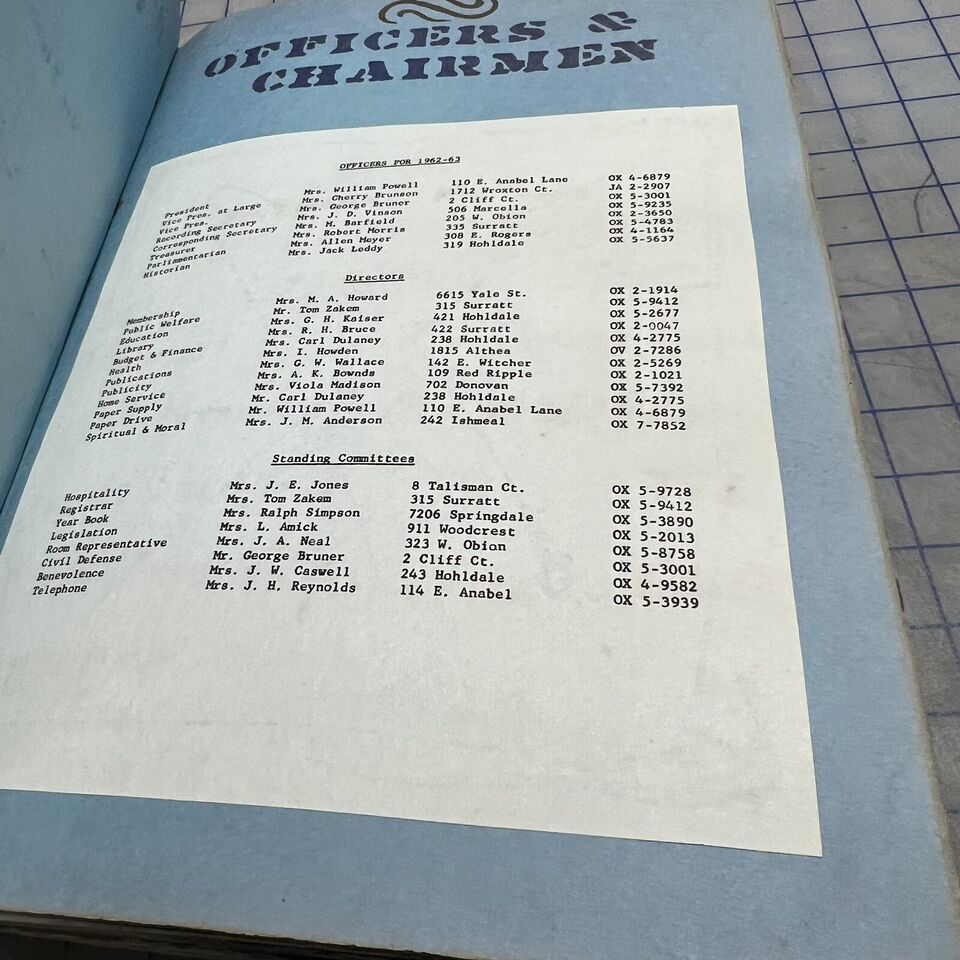 OFFICERS &
CHAIRMEN
OFFICERS FOR 1962-63
President Mrs. William Powell 110 E. Anabel Lane OX 4-6879
Vice Pres. at Large Mrs. Cherry Brunson 1712 Wroxton Ct. JA 2-2907
Vice Pres. Mrs. George Bruner 2 Cliff Ct. OX 5-3001
Recording Secretary Mrs. J. D. Vinson 506 Marcella OX 5-9235
Corresponding Secretary Mrs. M. Barfield 205 W. Obion OX 2-3650
Treasurer Mrs. Robert Morris 335 Surratt OX 5-4783
Parliamentarian Mrs. Allen Meyer 308 E. Rogers OX 4-1164
Historian Mrs. Jack Leddy 319 Hohldale OX 5-5637
Directors
Membership Mrs. M. A. Howard 6615 Yale St. OX 2-1914
Public Welfare Mr. Tom Zakem 315 Surratt OX 5-9412
Education Mrs. G. H. Kaiser 421 Hohldale OX 5-2677
Library Mrs. R. H. Bruce 422 Surratt OX 2-0047
Budget & Finance Mrs. Carl Dulaney 238 Hohldale OX 4-2775
Health Mrs. I. Howden 1815 Althea OV 2-7286
Publications Mrs. G. W. Wallace 142 E. Witcher OX 2-5269
Publicity Mrs. A. K. Bownds 109 Red Ripple OX 2-1021
Home Service Mrs. Viola Madison 702 Donovan OX 5-7392
Paper Supply Mr. Carl Dulaney 238 Hohldale OX 4-2775
Paper Drive Mr. William Powell 110 E. Anabel Lane OX 4-6879
Spiritual & Moral Mrs. J. M. Anderson 242 Ishmeal OX 7-7852
Standing Committees
Hospitality Mrs. J. E. Jones 8 Talisman Ct. OX 5-9728
Registrar Mrs. Tom Zakem 315 Surratt OX 5-9412
Year Book Mrs. Ralph Simpson 7206 Springdale OX 5-3890
Legislation Mrs. L. Amick 911 Woodcrest OX 5-2013
Room Representative Mrs. J. A. Neal 323 W. Obion OX 5-8758
Civil Defense Mr. George Bruner 2 Cliff Ct. OX 5-3001
Benevolence Mrs. J. W. Caswell 243 Hohldale OX 4-9582
Telephone Mrs. J. H. Reynolds 114 E. Anabel OX 5-3939